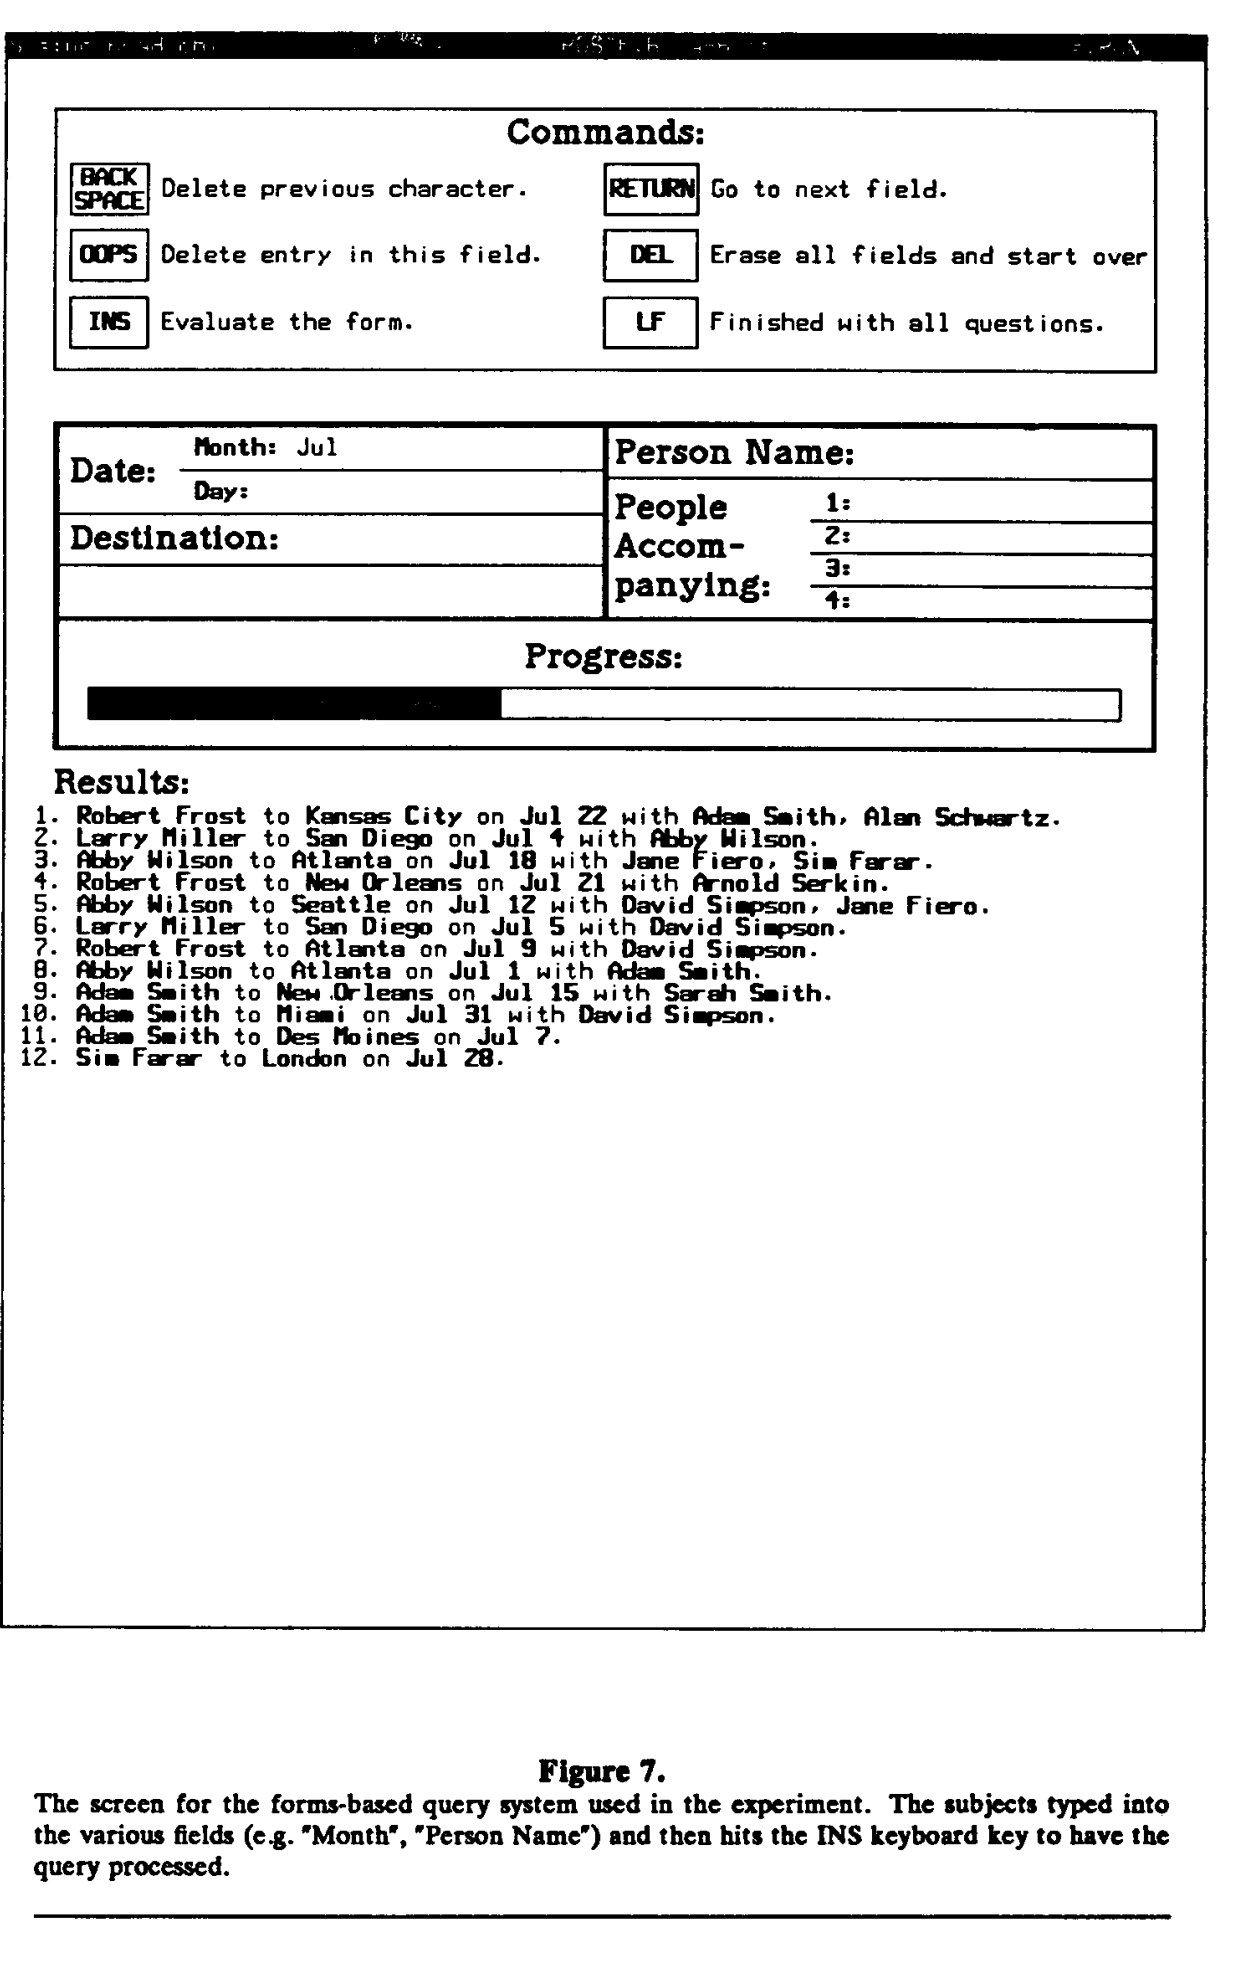 Commands:
BACK SPACE Delete previous character. RETURN Go to next field.
OOPS Delete entry in this field. DEL Erase all fields and start over
INS Evaluate the form. LF Finished with all questions.
Date: Month: Jul
Day:
Destination:
Person Name:
People Accom-panying: 1:
2:
3:
4:
Progress:
Results:
1. Robert Frost to Kansas City on Jul 22 with Adam Smith, Alan Schwartz.
2. Larry Miller to San Diego on Jul 4 with Abby Wilson.
3. Abby Wilson to Atlanta on Jul 18 with Jane Fiero, Sim Farar.
4. Robert Frost to New Orleans on Jul 21 with Arnold Serkin.
5. Abby Wilson to Seattle on Jul 12 with David Simpson, Jane Fiero.
6. Larry Miller to San Diego on Jul 5 with David Simpson.
7. Robert Frost to Atlanta on Jul 9 with David Simpson.
8. Abby Wilson to Atlanta on Jul 1 with Adam Smith.
9. Adam Smith to New Orleans on Jul 15 with Sarah Smith.
10. Adam Smith to Miami on Jul 31 with David Simpson.
11. Adam Smith to Des Moines on Jul 7.
12. Sim Farar to London on Jul 28.
Figure 7.
The screen for the forms-based query system used in the experiment. The subjects typed into
the various fields (e.g. "Month", "Person Name") and then hits the INS keyboard key to have the
query processed.